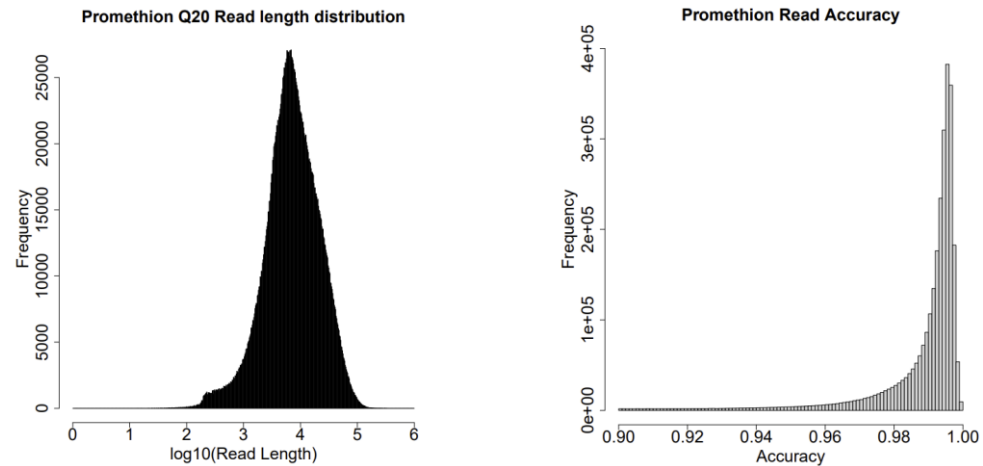 Promethion Q20 Read length distribution
Frequency
25000
20000
15000
10000
5000
0
0 1 2 3 4 5 6
log10(Read Length)
Promethion Read Accuracy
Frequency
4e+05
3e+05
2e+05
1e+05
0e+00
0.90 0.92 0.94 0.96 0.98 1.00
Accuracy